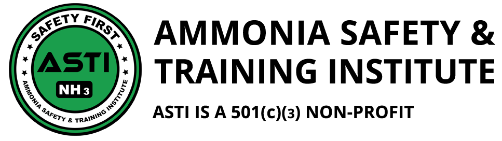 SAFETY FIRST
ASTI
NH3
AMMONIA SAFETY & TRAINING INSTITUTE
AMMONIA SAFETY &
TRAINING INSTITUTE
ASTI IS A 501(c)(3) NON-PROFIT